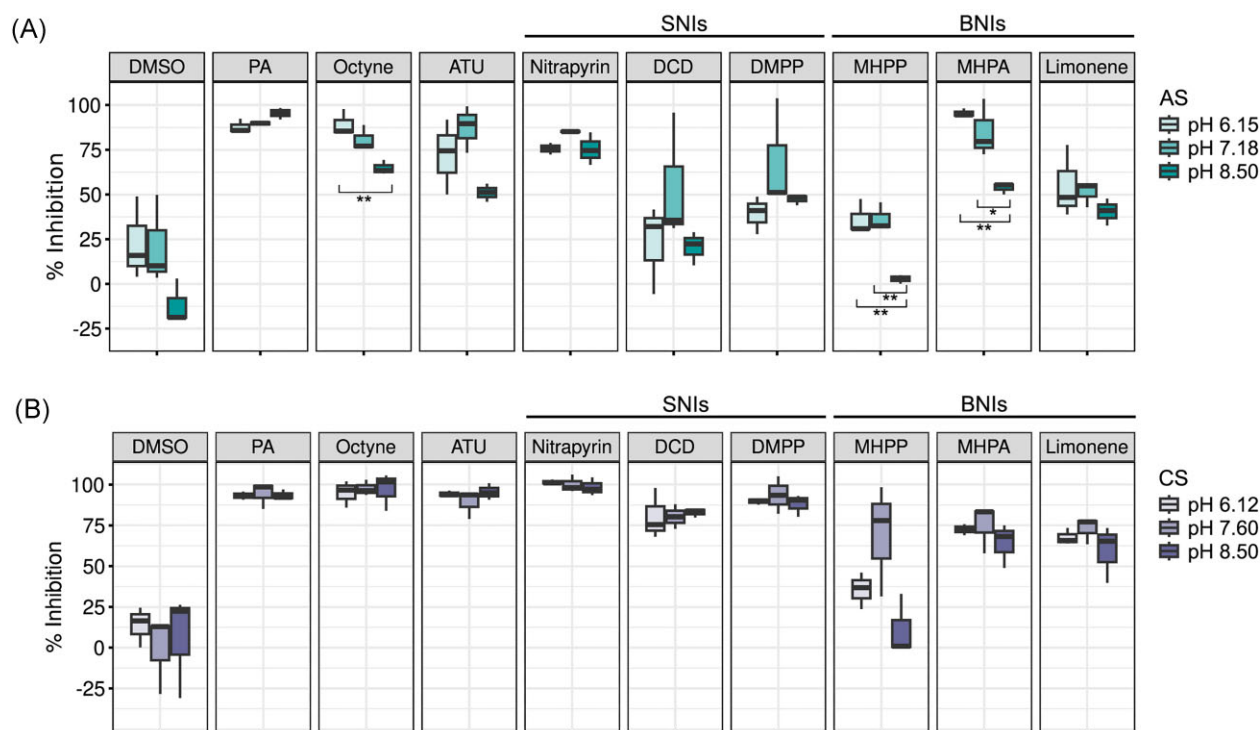 (A)
SNIs BNIs
DMSO PA Octyne ATU Nitrapyrin DCD DMPP MHPP MHPA Limonene
% Inhibition
100
75
50
25
0
-25
**
**
**
*
**
AS
pH 6.15
pH 7.18
pH 8.50
(B)
SNIs BNIs
DMSO PA Octyne ATU Nitrapyrin DCD DMPP MHPP MHPA Limonene
% Inhibition
100
75
50
25
0
-25
CS
pH 6.12
pH 7.60
pH 8.50